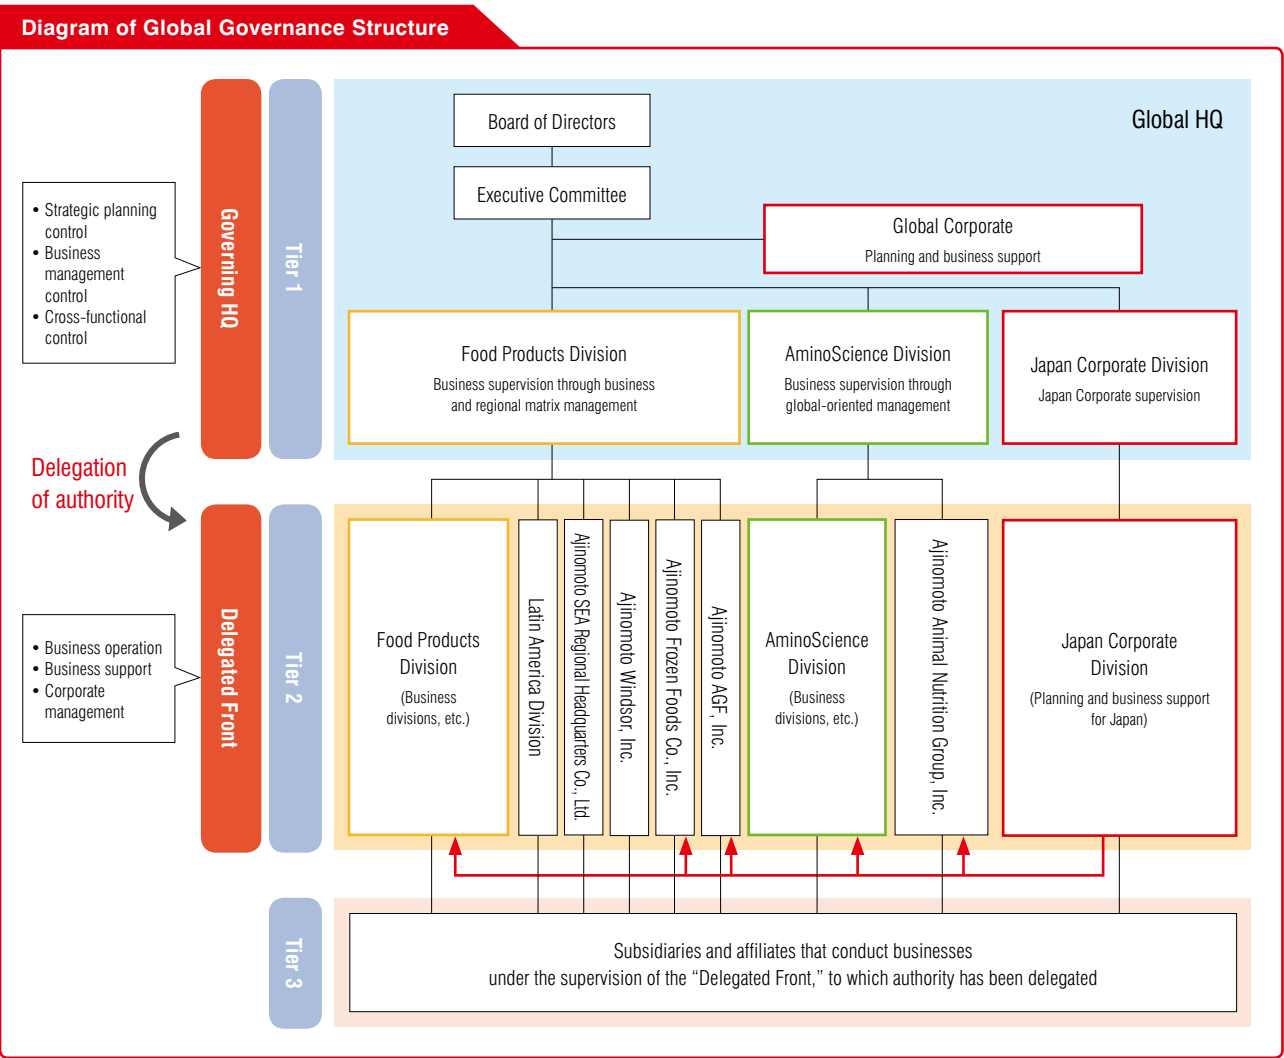 Diagram of Global Governance Structure
Governing HQ
Tier 1
Global HQ
Board of Directors
Executive Committee
Global Corporate
Planning and business support
• Strategic planning
control
• Business
management
control
• Cross-functional
control
Food Products Division
Business supervision through business
and regional matrix management
AminoScience Division
Business supervision through
global-oriented management
Japan Corporate Division
Japan Corporate supervision
Delegation
of authority
Delegated Front
Tier 2
• Business operation
• Business support
• Corporate
management
Food Products
Division
(Business
divisions, etc.)
Latin America Division
Ajinomoto SEA Regional Headquarters Co., Ltd.
Ajinomoto Windsor, Inc.
Ajinomoto Frozen Foods Co., Inc.
Ajinomoto AGF, Inc.
AminoScience
Division
(Business
divisions, etc.)
Ajinomoto Animal Nutrition Group, Inc.
Japan Corporate
Division
(Planning and business support
for Japan)
Tier 3
Subsidiaries and affiliates that conduct businesses
under the supervision of the “Delegated Front,” to which authority has been delegated